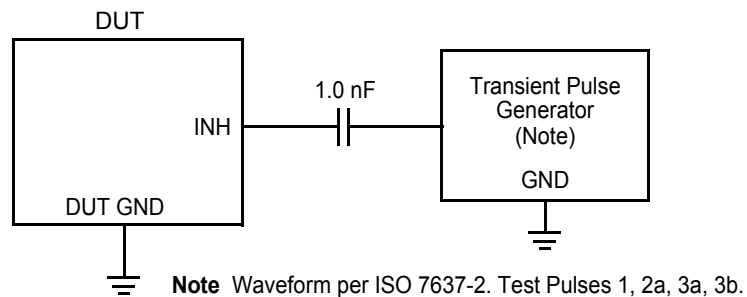 DUT
1.0 nF
Transient Pulse
Generator
(Note)
INH
GND
DUT GND
Note Waveform per ISO 7637-2. Test Pulses 1, 2a, 3a, 3b.